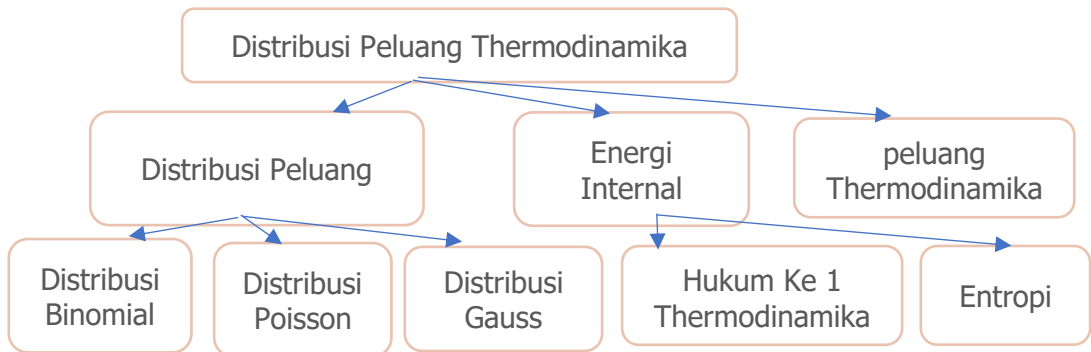 Distribusi Peluang Thermodinamika
Distribusi Peluang
Energi
Internal
peluang
Thermodinamika
Distribusi
Binomial
Distribusi
Poisson
Distribusi
Gauss
Hukum Ke 1
Thermodinamika
Entropi